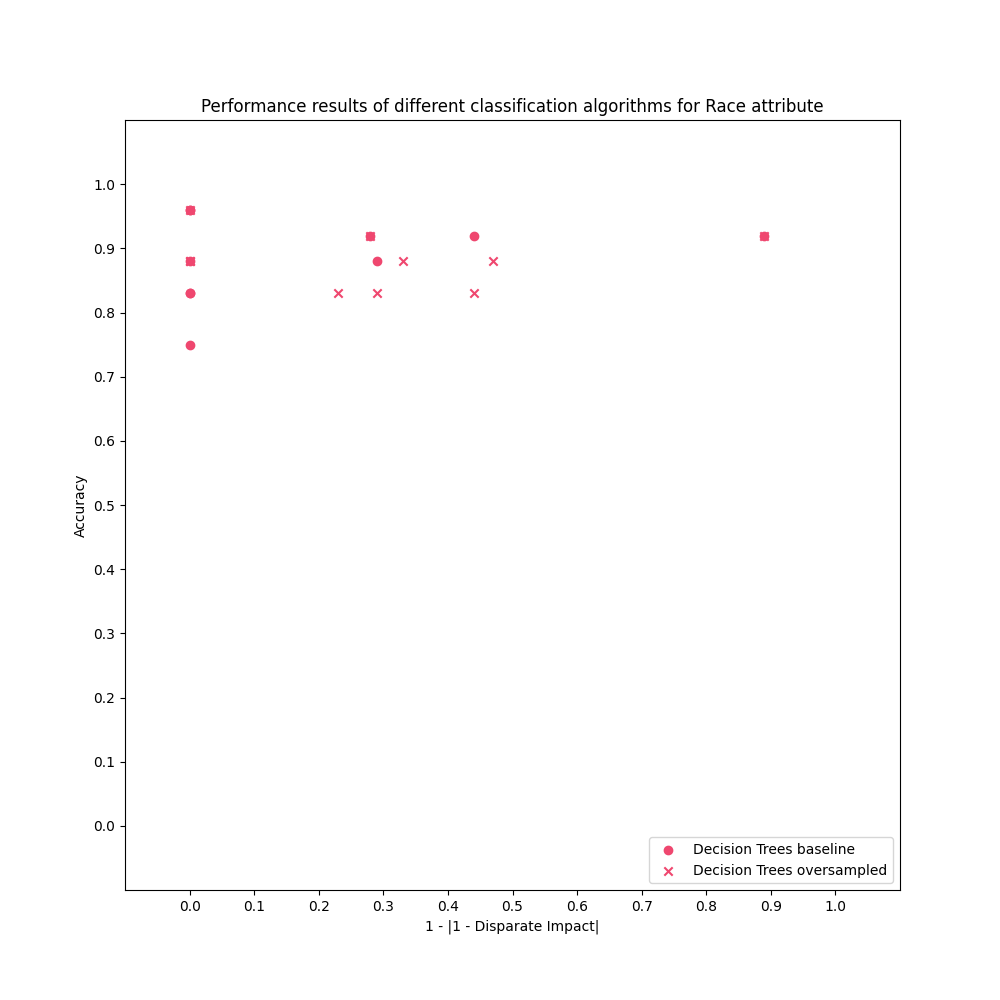 Performance results of different classification algorithms for Race attribute
1.0
0.9
0.8
0.7
0.6
0.5
0.4
0.3
0.2
0.1
0.0
Accuracy
Decision Trees baseline
Decision Trees oversampled
0.0 0.1 0.2 0.3 0.4 0.5 0.6 0.7 0.8 0.9 1.0
1 - |1 - Disparate Impact|